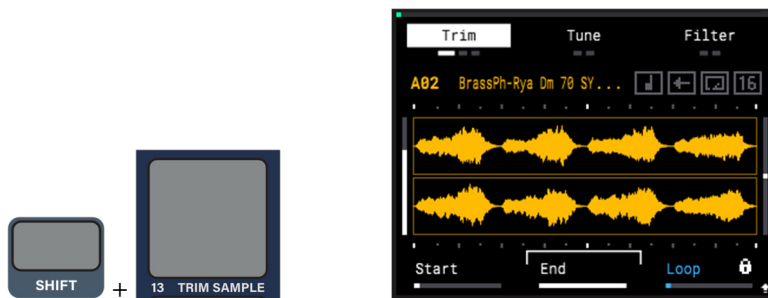 Trim Tune Filter
A02 BrassPh-Rya Dm 70 SY... 16
Start End Loop
SHIFT + 13 TRIM SAMPLE